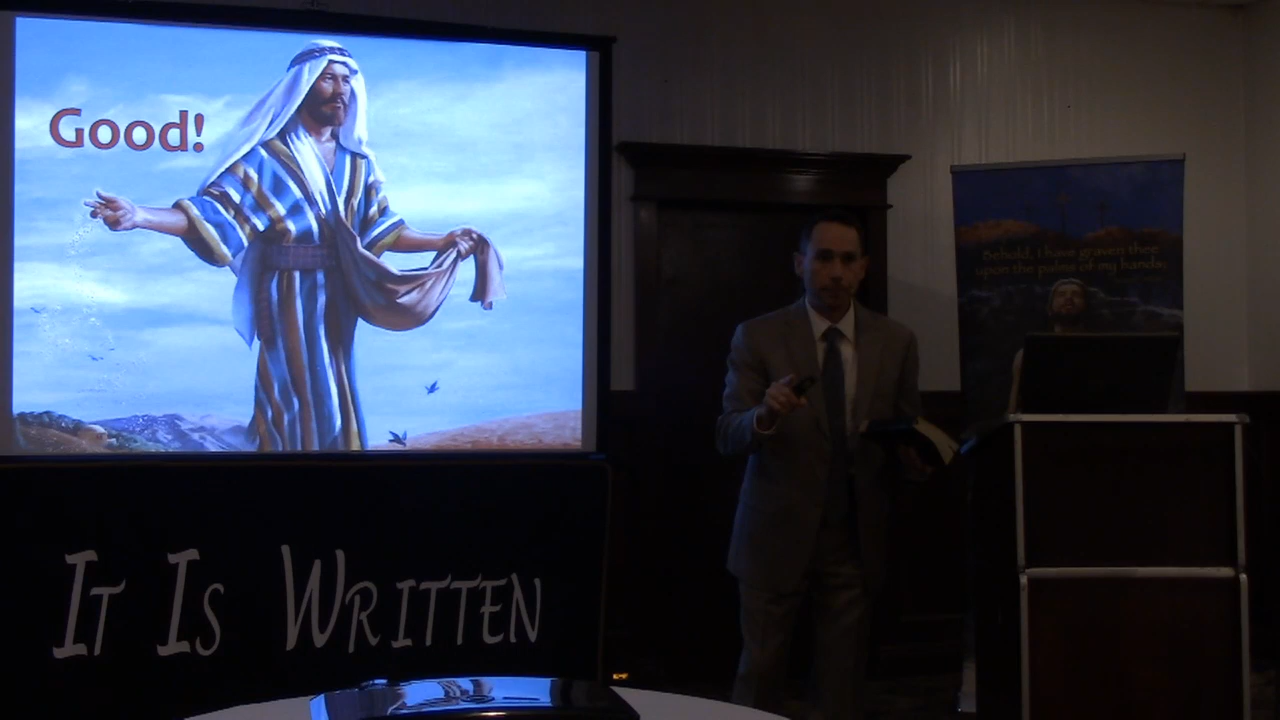 Good!
Behold, I have graven thee
upon the palms of my hands;
IT IS WRITTEN